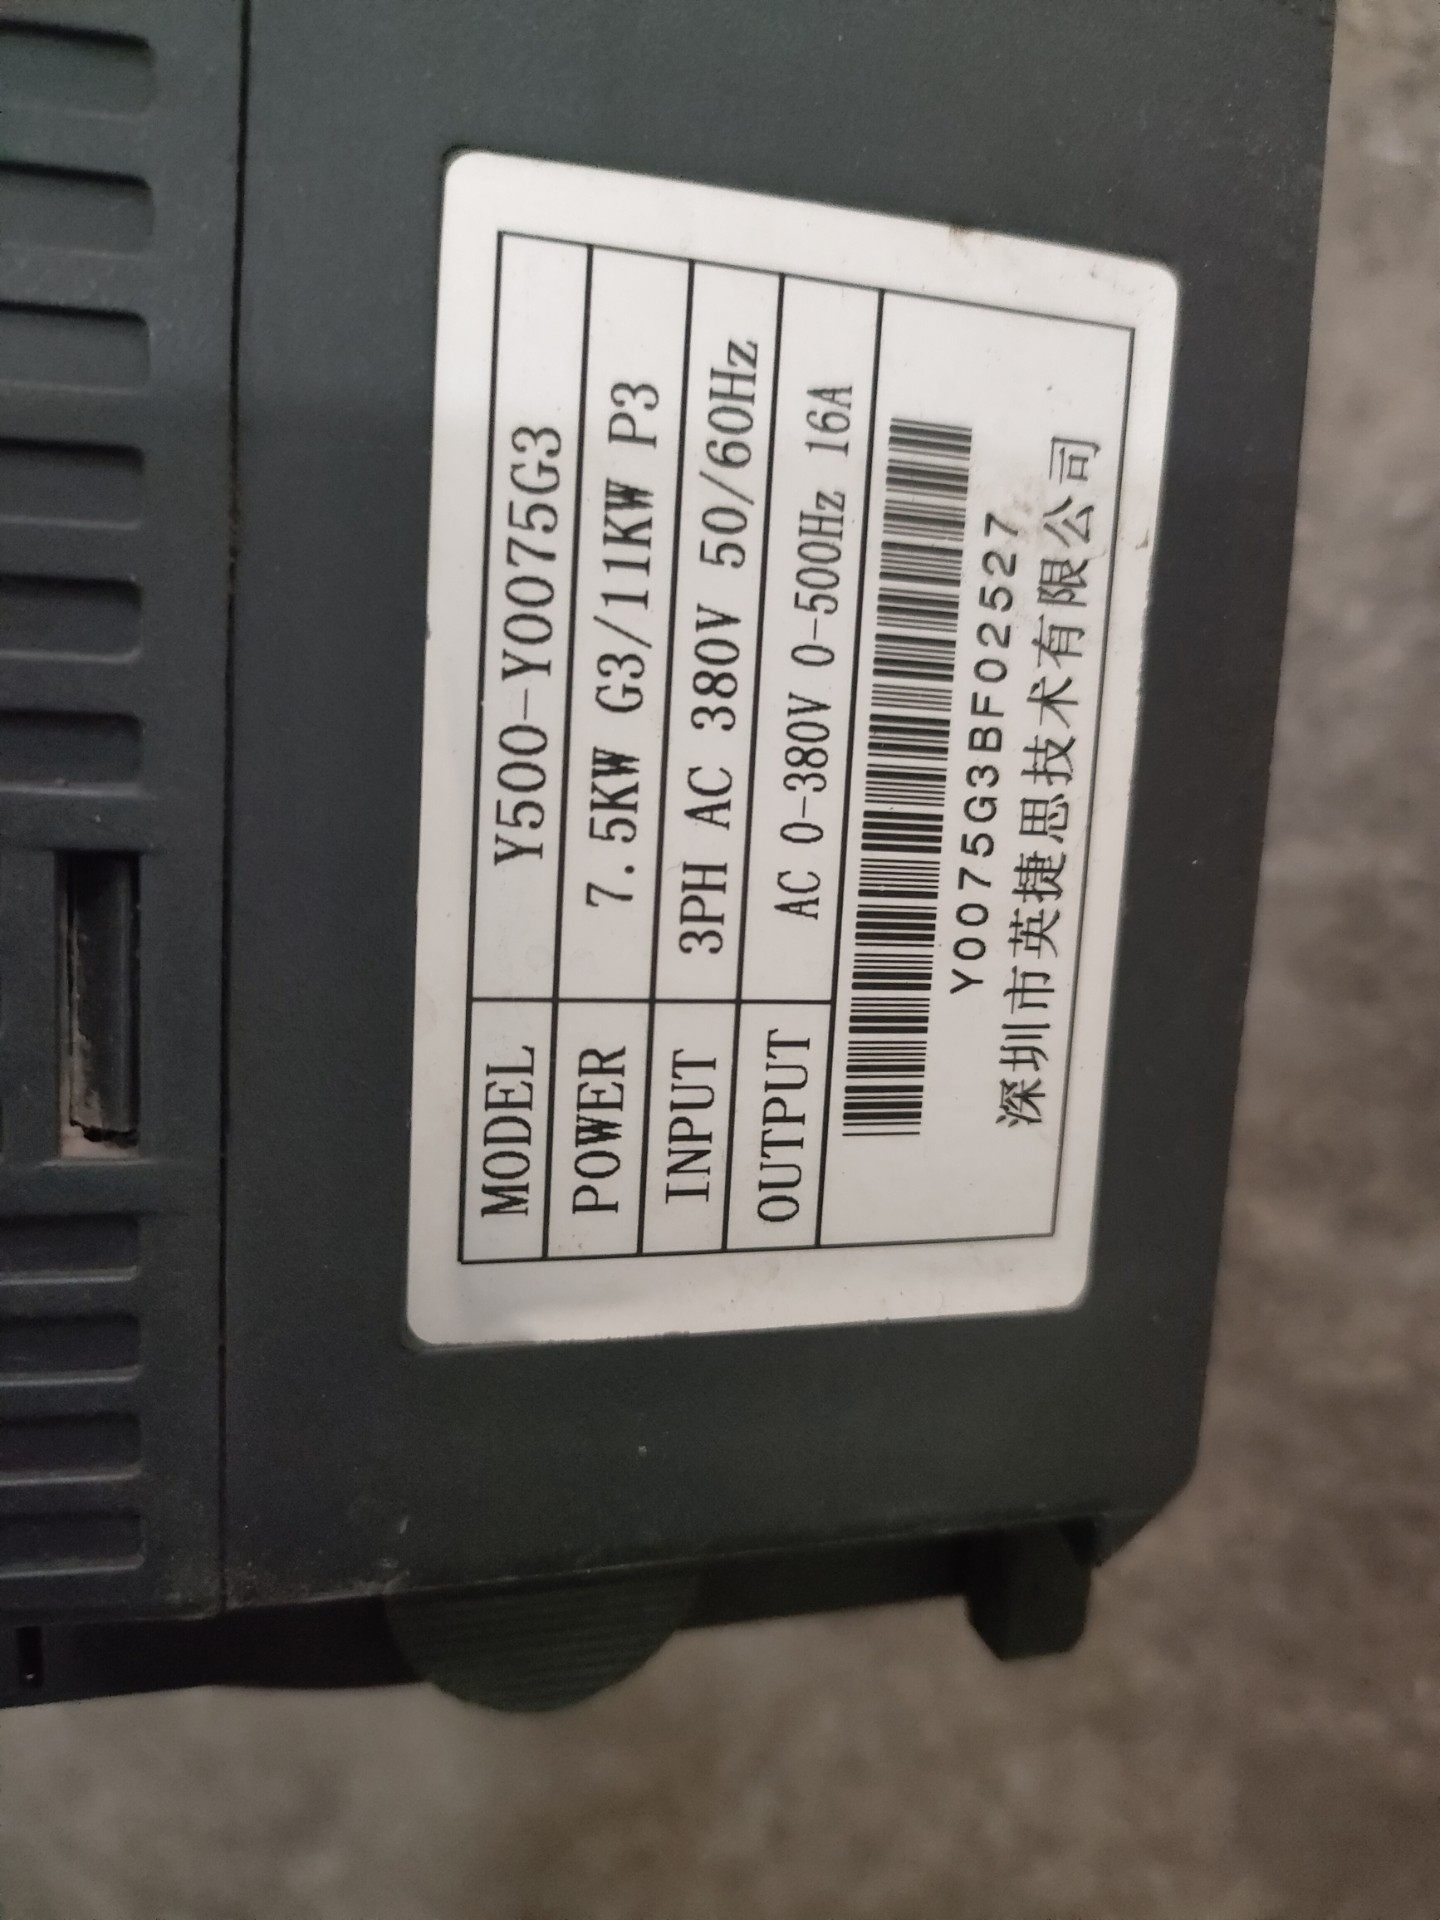 MODEL Y500-Y0075G3
POWER 7.5KW G3/11KW P3
INPUT 3PH AC 380V 50/60Hz
OUTPUT AC 0-380V 0-500Hz 16A
Y0075G3BF02527
深圳市英捷思技术有限公司